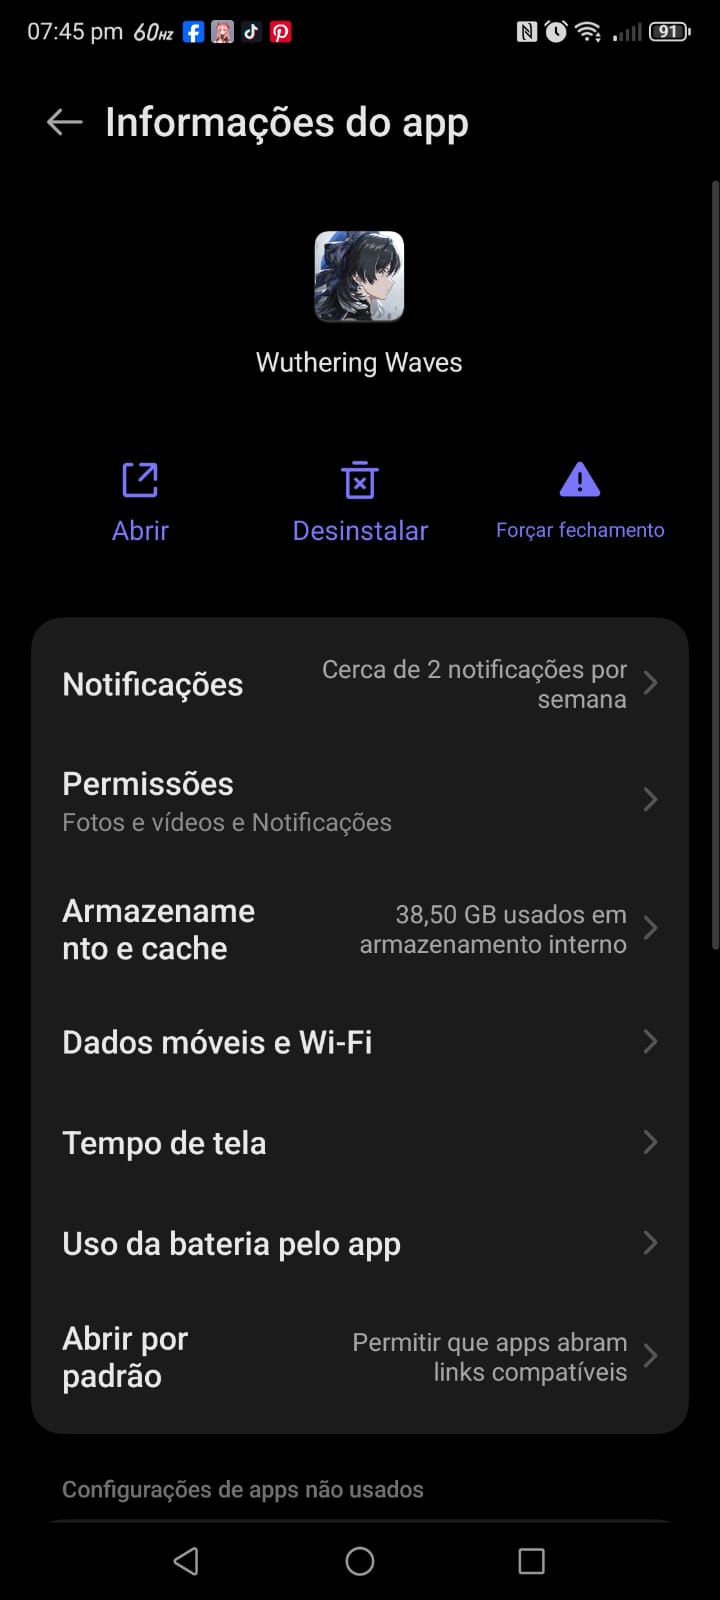 07:45 pm 60HZ 91
Informações do app
Wuthering Waves
Abrir
Desinstalar
Forçar fechamento
Notificações
Cerca de 2 notificações por
semana
Permissões
Fotos e vídeos e Notificações
Armazename
nto e cache
38,50 GB usados em
armazenamento interno
Dados móveis e Wi-Fi
Tempo de tela
Uso da bateria pelo app
Abrir por
padrão
Permitir que apps abram
links compatíveis
Configurações de apps não usados